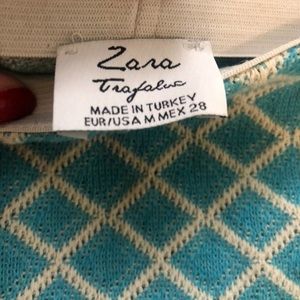 Zara
Trafaluc
MADE IN TURKEY
EUR/USA M MEX 28